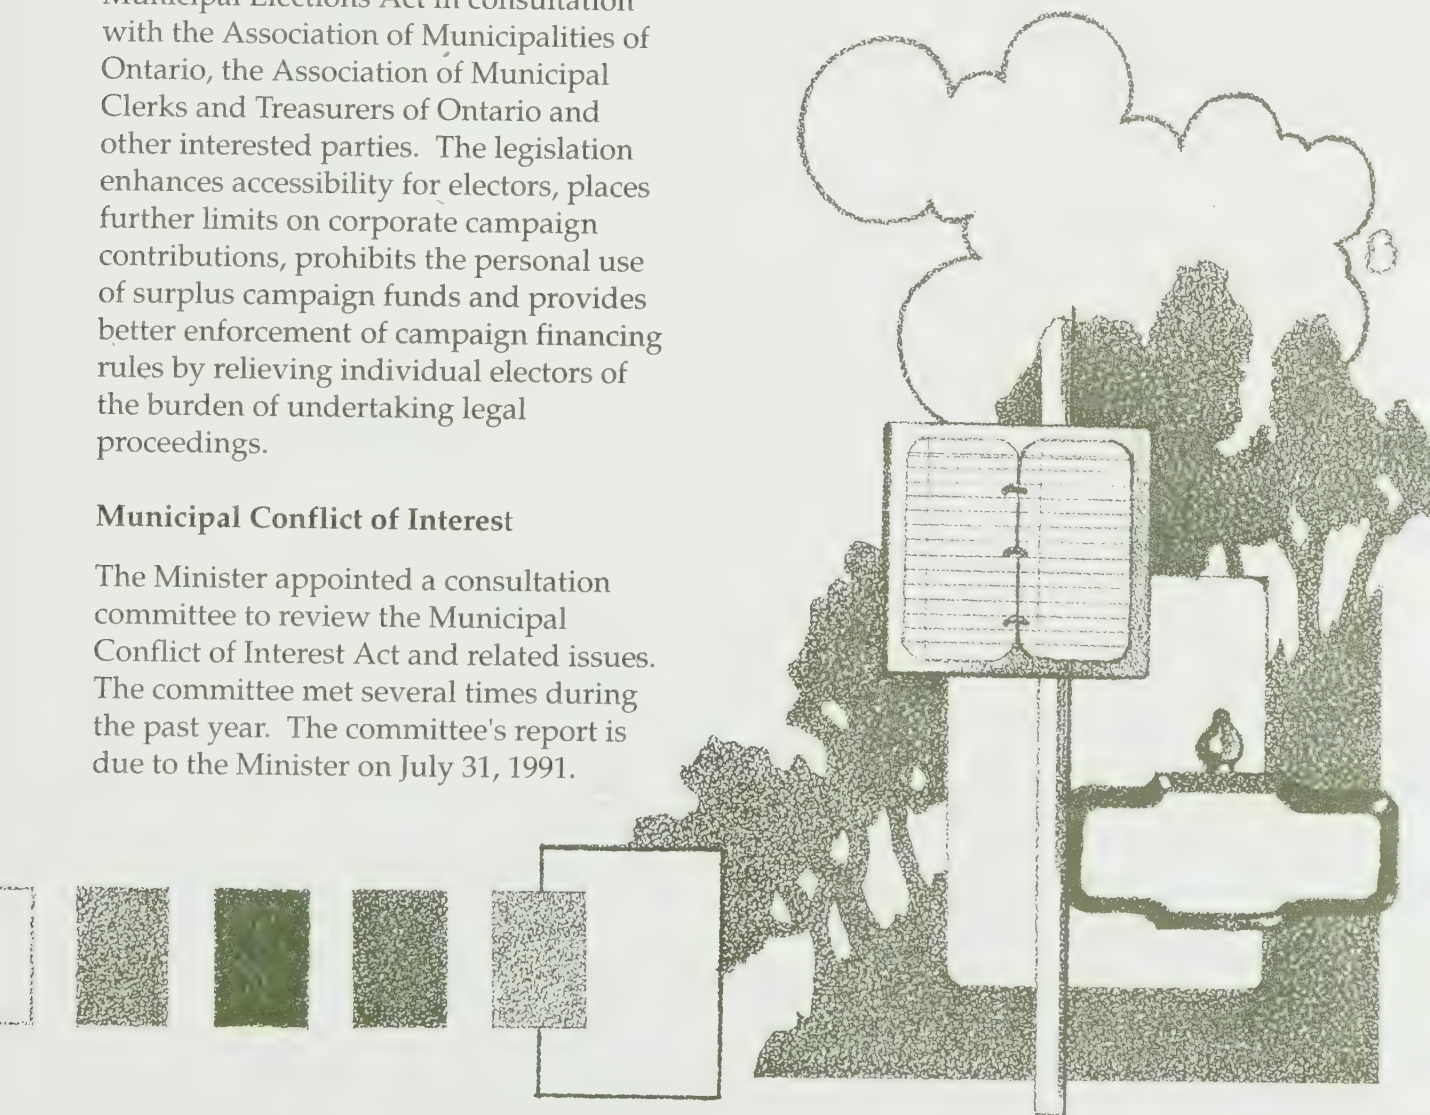 Municipal Elections Act in consultation
with the Association of Municipalities of
Ontario, the Association of Municipal
Clerks and Treasurers of Ontario and
other interested parties.  The legislation
enhances accessibility for electors, places
further limits on corporate campaign
contributions, prohibits the personal use
of surplus campaign funds and provides
better enforcement of campaign financing
rules by relieving individual electors of
the burden of undertaking legal
proceedings.
Municipal Conflict of Interest
The Minister appointed a consultation
committee to review the Municipal
Conflict of Interest Act and related issues.
The committee met several times during
the past year.  The committee's report is
due to the Minister on July 31, 1991.